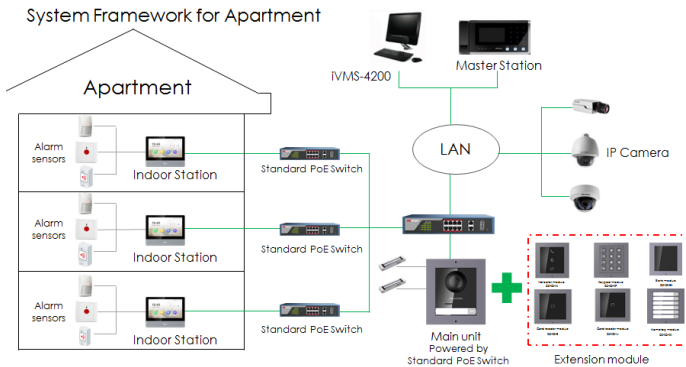 System Framework for Apartment
iVMS-4200
Master Station
Apartment
LAN
IP Camera
Alarm
sensors
Indoor Station
Standard PoE Switch
Alarm
sensors
Indoor Station
Standard PoE Switch
Alarm
sensors
Indoor Station
Standard PoE Switch
Main unit
Powered by
Standard PoE Switch
Extension module